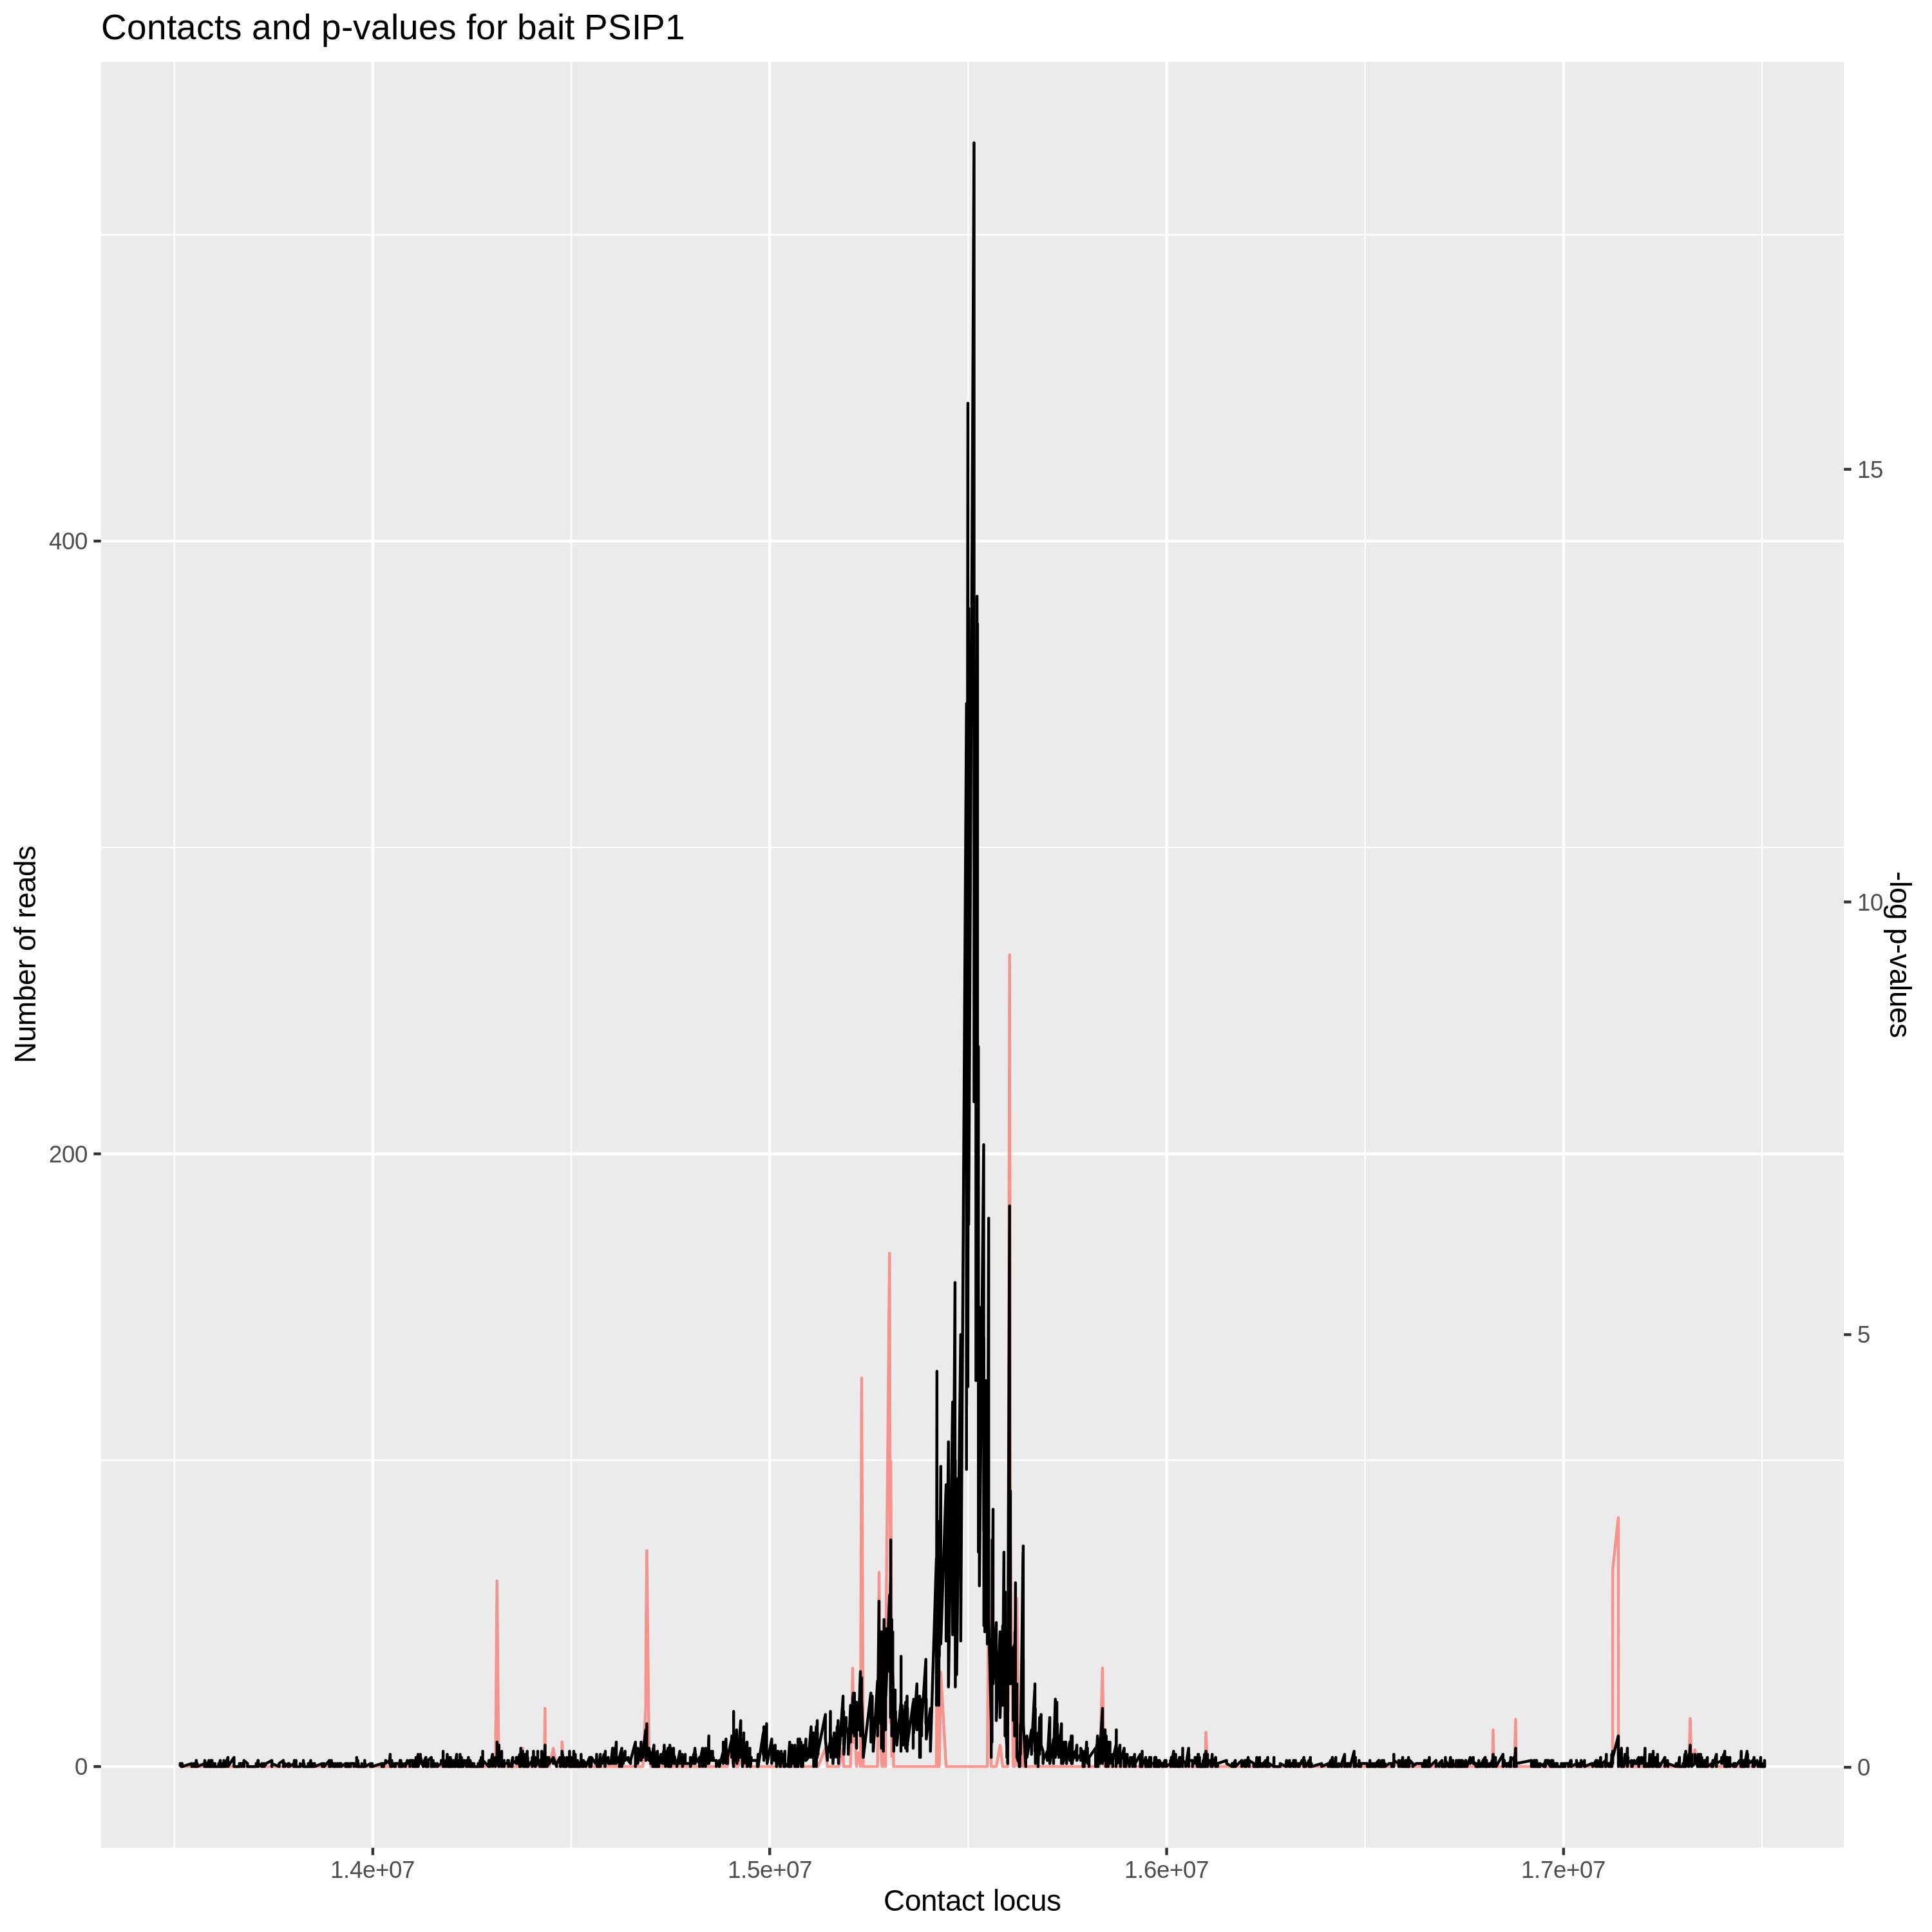 Contacts and p-values for bait PSIP1
Number of reads
400
200
0
15
10
5
0
-log p-values
1.4e+07 1.5e+07 1.6e+07 1.7e+07
Contact locus